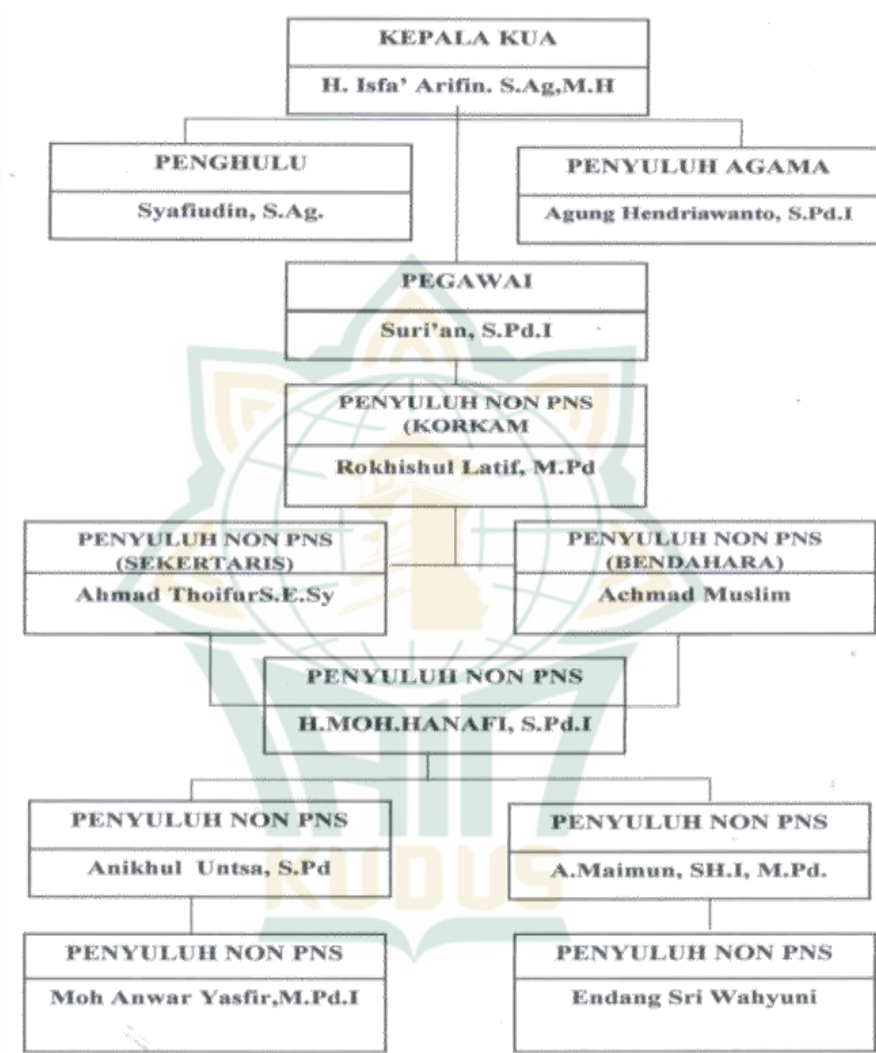 KEPALA KUA
H. Isfa' Arifin. S.Ag,M.H
PENGHULU
Syafiudin, S.Ag.
PENYULUH AGAMA
Agung Hendriawanto, S.Pd.I
PEGAWAI
Suri'an, S.Pd.I
PENYULUH NON PNS
(KORKAM
Rokhishul Latif, M.Pd
PENYULUH NON PNS
(SEKERTARIS)
Ahmad ThoifurS.E.Sy
PENYULUH NON PNS
(BENDAHARA)
Achmad Muslim
PENYULUH NON PNS
H.MOH.HANAFI, S.Pd.I
PENYULUH NON PNS
Anikhul Untsa, S.Pd
PENYULUH NON PNS
A.Maimun, SH.I, M.Pd.
KUDUS
PENYULUH NON PNS
Moh Anwar Yasfir,M.Pd.I
PENYULUH NON PNS
Endang Sri Wahyuni